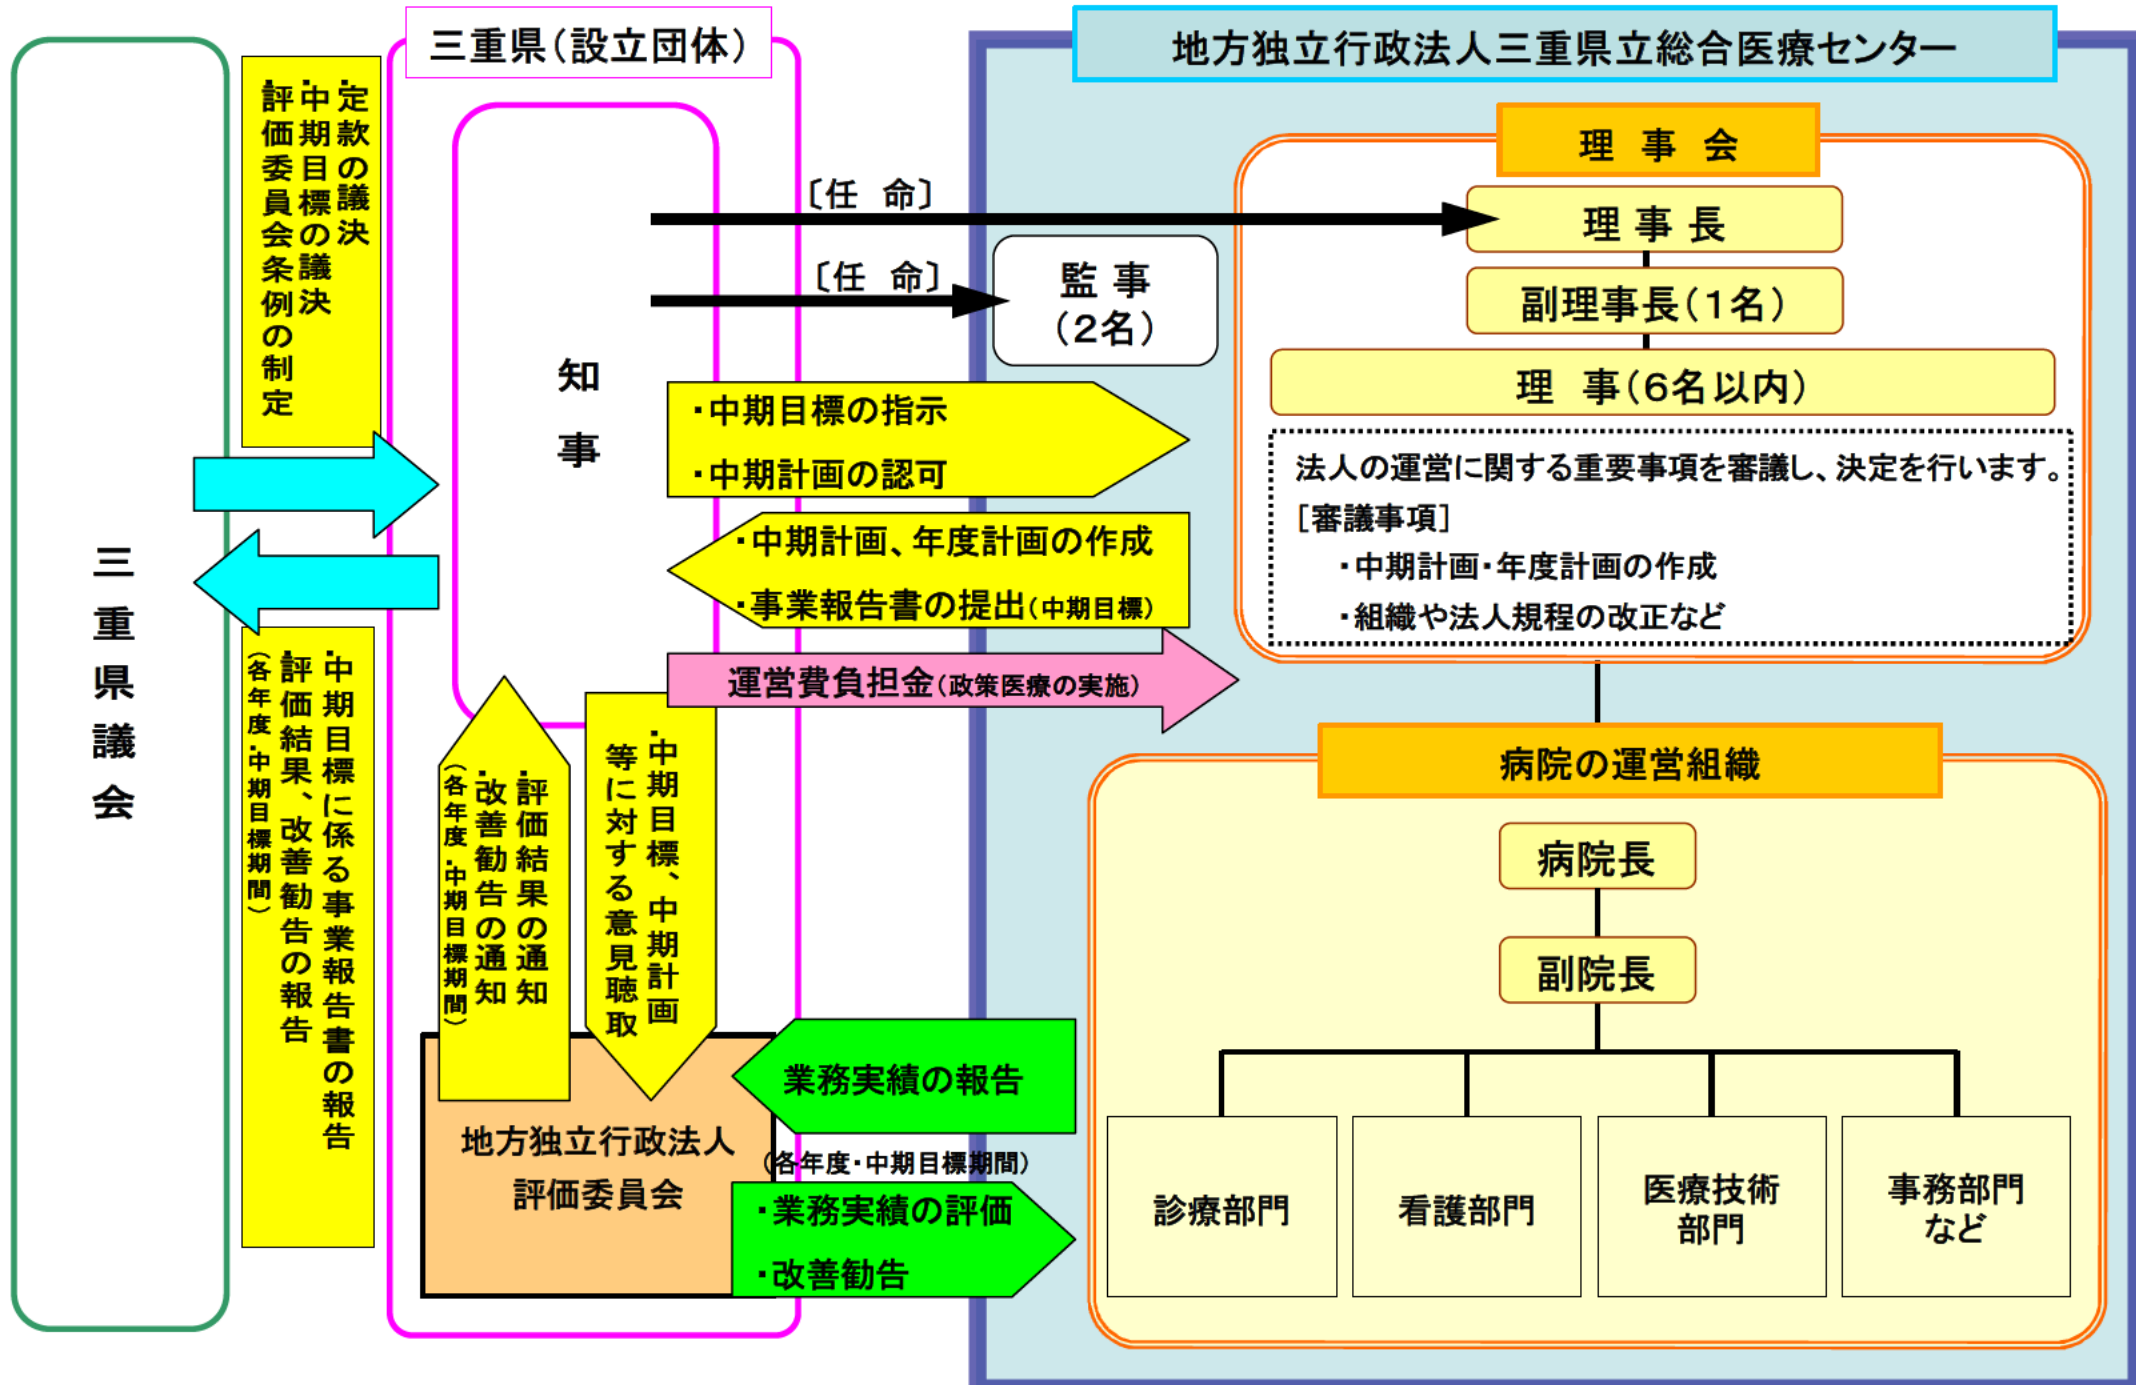 三重県（設立団体）
地方独立行政法人三重県立総合医療センター
・定款の議決
・中期目標の議決
・評価委員会条例の制定
三重県議会
・中期目標に係る事業報告書の報告
・評価結果、改善勧告の報告
（各年度・中期目標期間）
知事
〔任　命〕
〔任　命〕
監 事
（２名）
・中期目標の指示
・中期計画の認可
・中期計画、年度計画の作成
・事業報告書の提出（中期目標）
運営費負担金（政策医療の実施）
・評価結果の通知
・改善勧告の通知
（各年度・中期目標期間）
・中期目標、中期計画
等に対する意見聴取
地方独立行政法人
評価委員会
業務実績の報告
（各年度・中期目標期間）
・業務実績の評価
・改善勧告
理 事 会
理 事 長
副理事長（１名）
理　事（６名以内）
法人の運営に関する重要事項を審議し、決定を行います。
［審議事項］
・中期計画・年度計画の作成
・組織や法人規程の改正など
病院の運営組織
病院長
副院長
診療部門
看護部門
医療技術
部門
事務部門
など